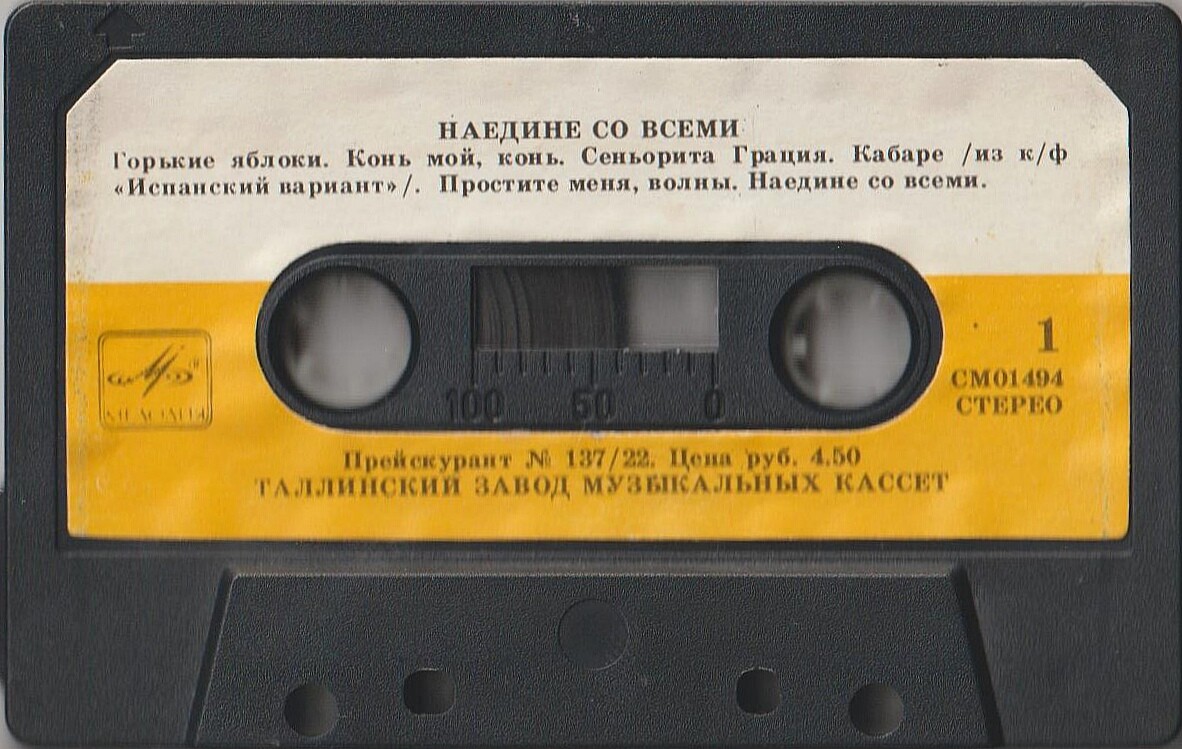 НАЕДИНЕ СО ВСЕМИ
Горькие яблоки. Конь мой, конь. Сеньорита Грация. Кабаре /из к/ф
«Испанский вариант»/. Простите меня, волны. Наедине со всеми.
1
СМ01494
СТЕРЕО
МЕЛОДИЯ
100 50 0
Прейскурант № 137/22. Цена руб. 4.50
ТАЛЛИНСКИЙ ЗАВОД МУЗЫКАЛЬНЫХ КАССЕТ